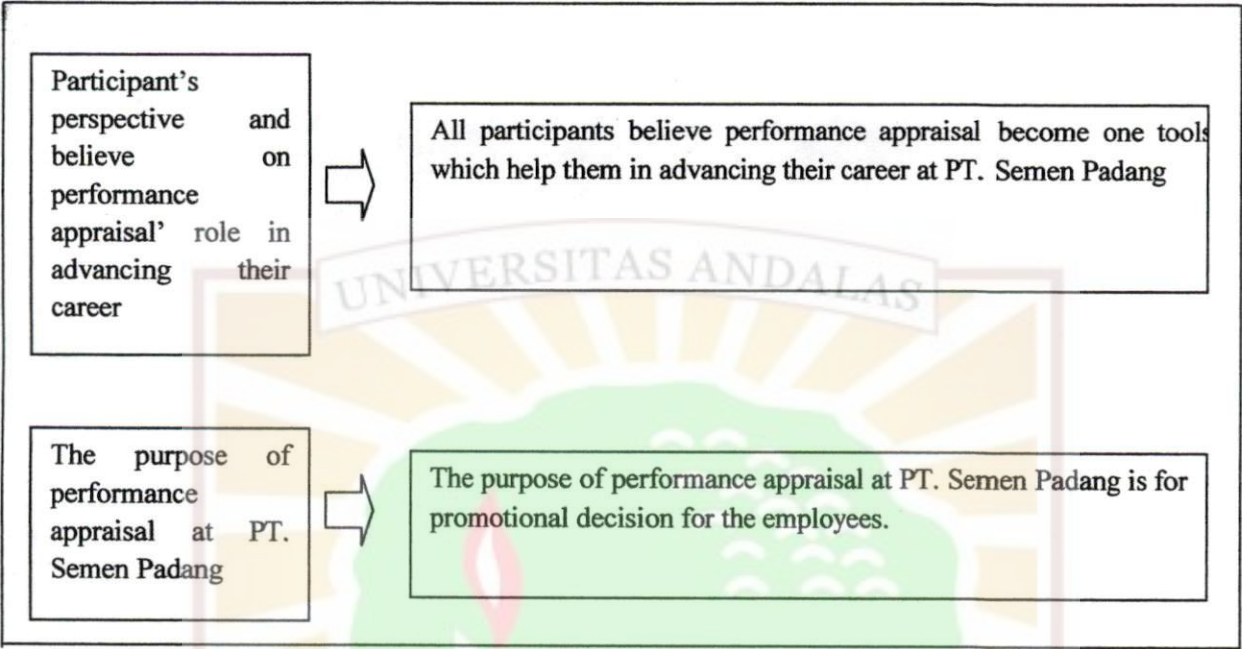 Participant's
perspective and
believe on
performance
appraisal' role in
advancing their
career
All participants believe performance appraisal become one tools
which help them in advancing their career at PT. Semen Padang
UNIVERSITAS ANDALAS
The purpose of
performance
appraisal at PT.
Semen Padang
The purpose of performance appraisal at PT. Semen Padang is for
promotional decision for the employees.